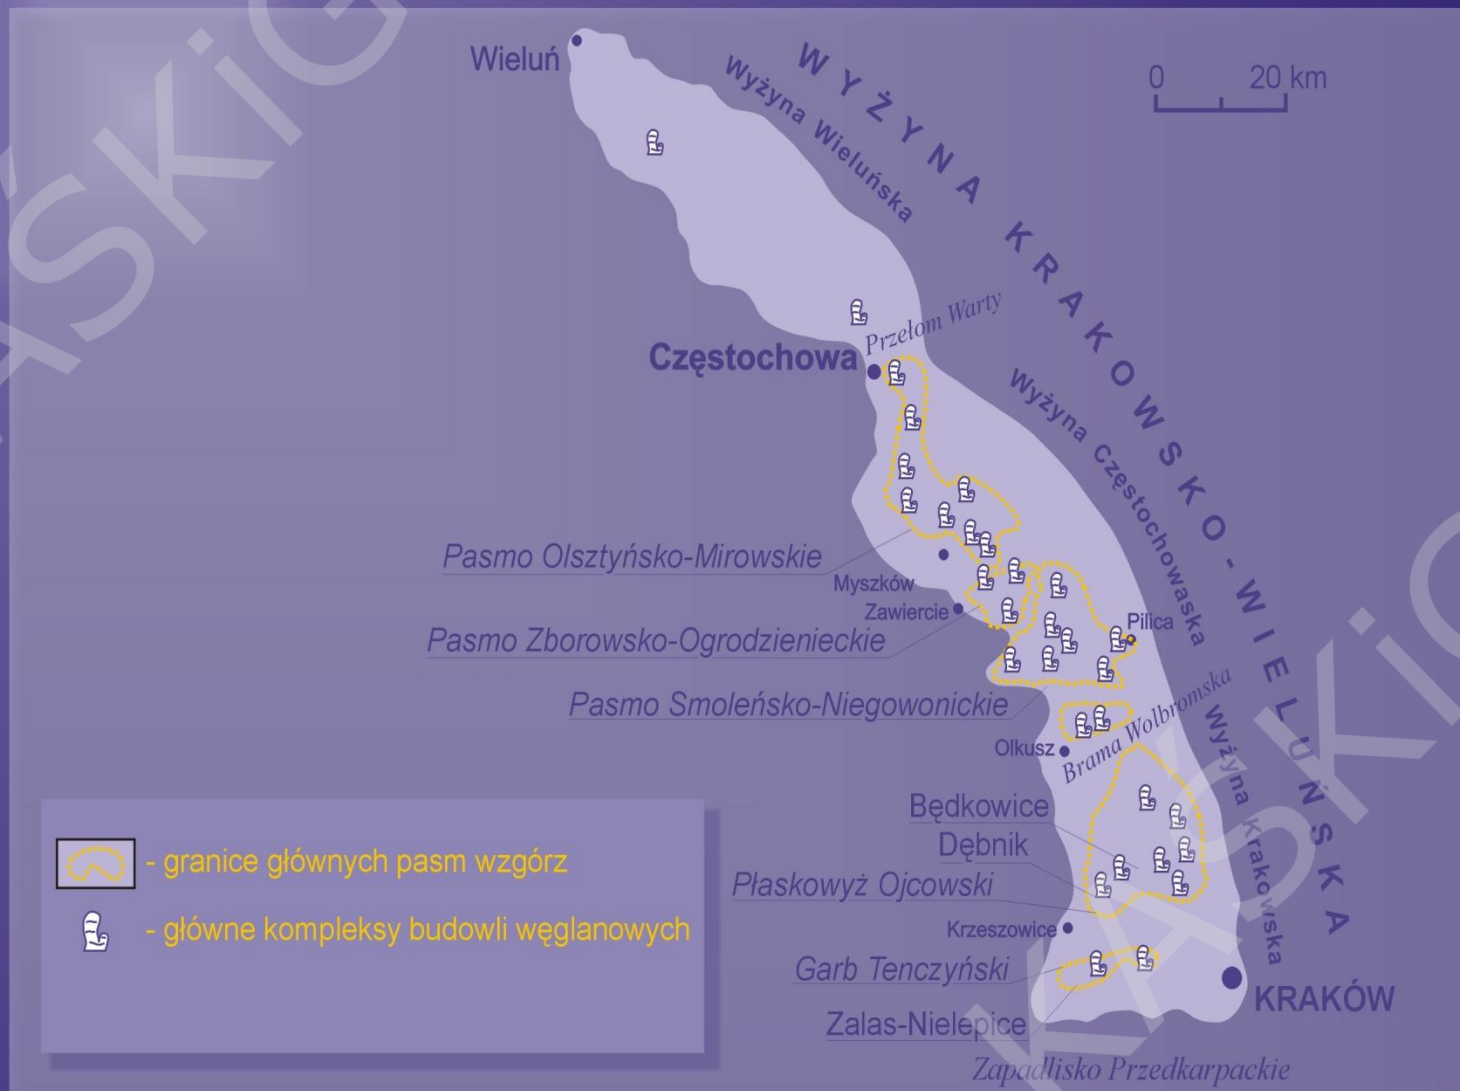 Wieluń
WYŻYNA KRAKOWSKO-WIELUŃSKA
Wyżyna Wieluńska
0 20 km
Przełom Warty
Częstochowa
Wyżyna Częstochowaska
Pasmo Olsztyńsko-Mirowskie
Myszków
Zawiercie
Pilica
Pasmo Zborowsko-Ogrodzienieckie
Pasmo Smoleńsko-Niegowonickie
Olkusz
Brama Wolbromska
Wyżyna Krakowska
Będkowice
Dębnik
Płaskowyż Ojcowski
Krzeszowice
Garb Tenczyński
KRAKÓW
Zalas-Nielepice
Zapadlisko Przedkarpackie
- granice głównych pasm wzgórz
- główne kompleksy budowli węglanowych